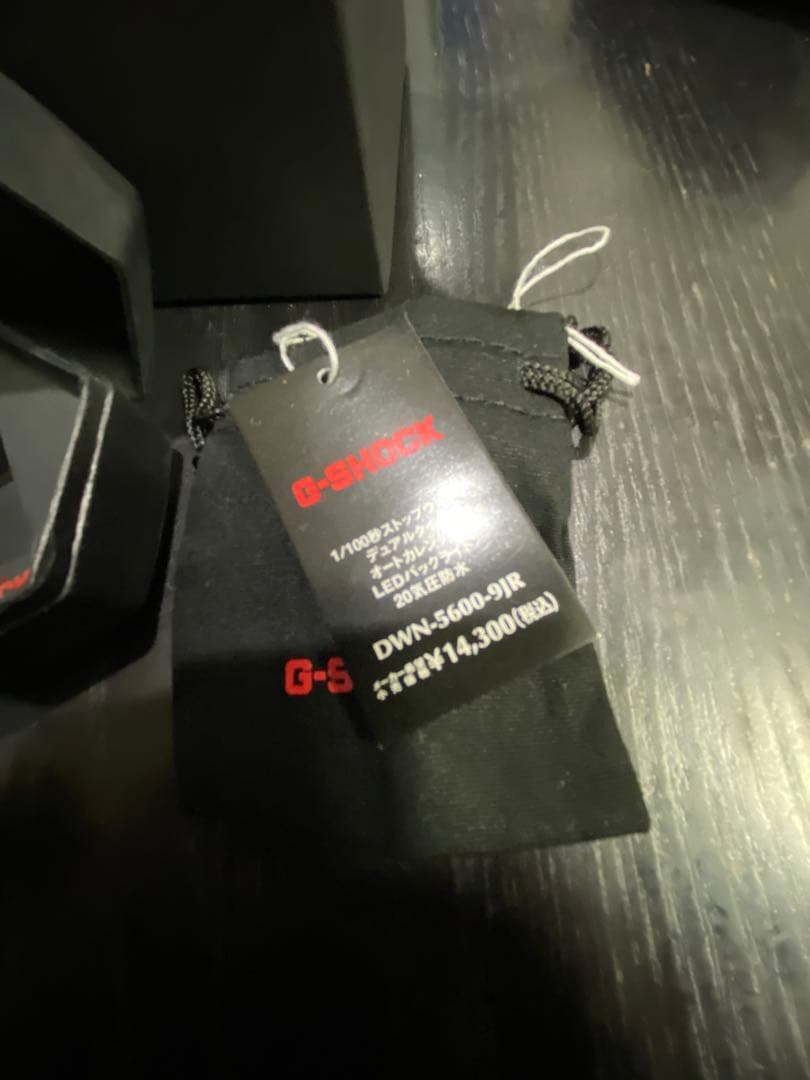 G-SHOCK
1/100秒ストップウ
デュアルタ
オートカレン
LEDバックライト
20気圧防水
DWN-5600-9JR
¥14,300(税込)
G-S